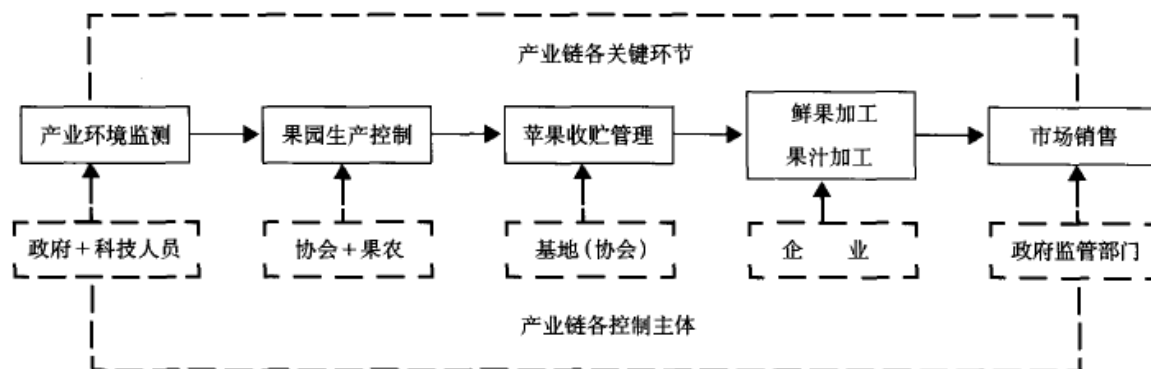 产业链各关键环节
产业环境监测
果园生产控制
苹果收贮管理
鲜果加工
果汁加工
市场销售
政府+科技人员
协会+果农
基地(协会)
企 业
政府监管部门
产业链各控制主体